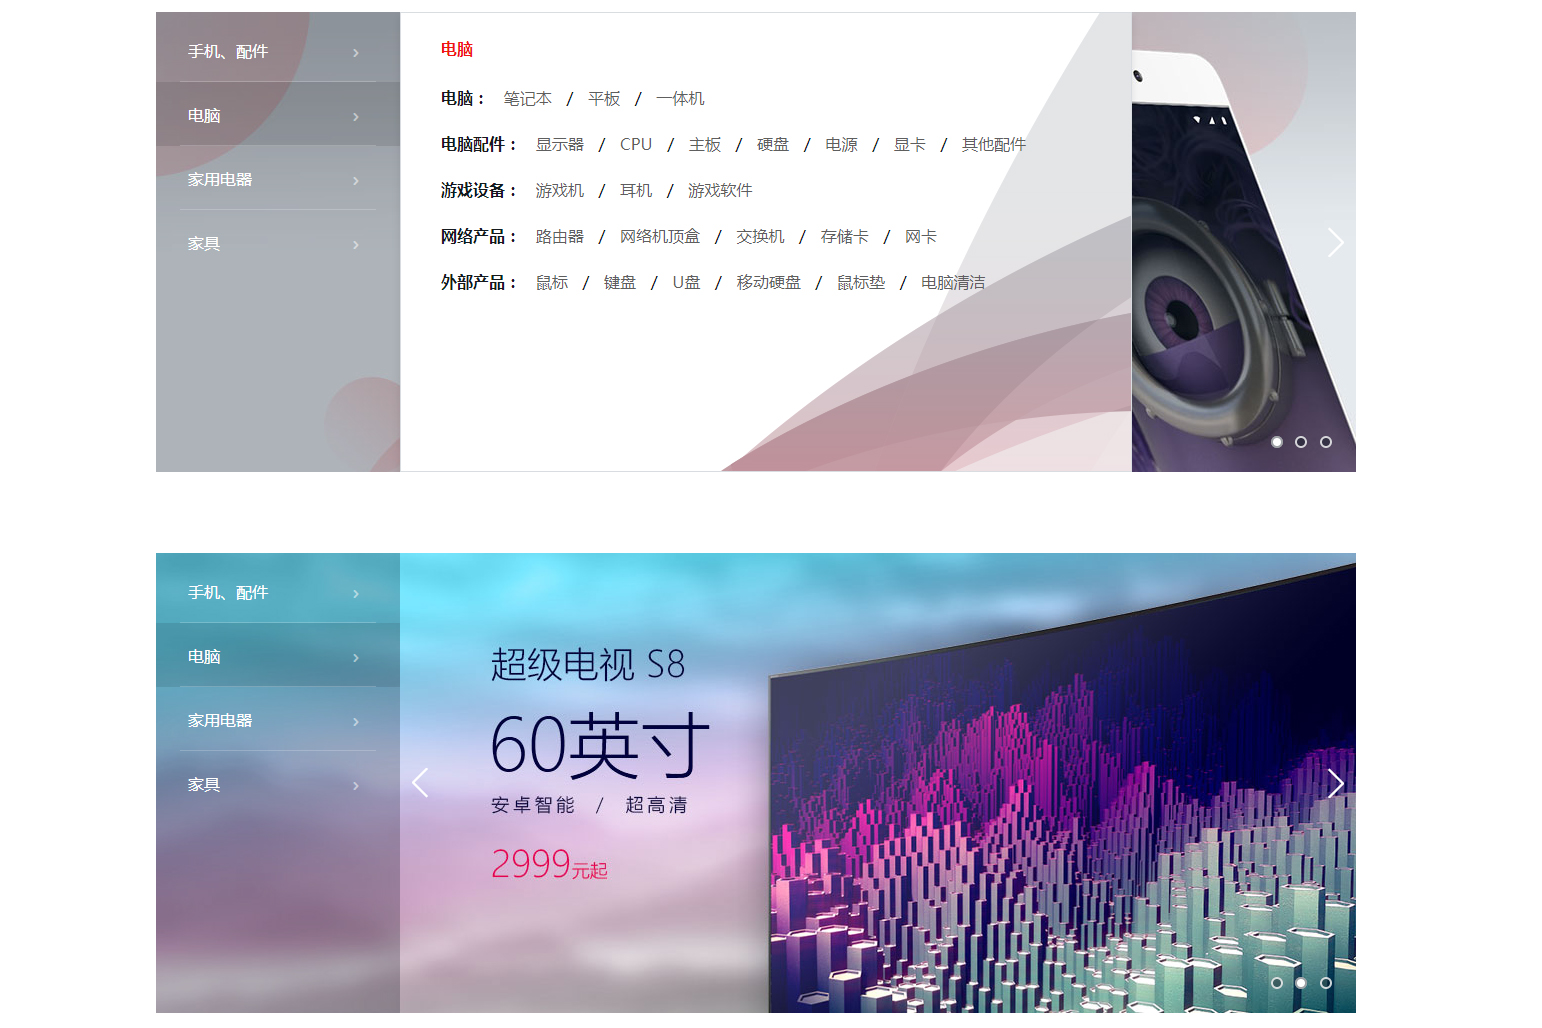 手机、配件
电脑
家用电器
家具
电脑
电脑： 笔记本 / 平板 / 一体机
电脑配件： 显示器 / CPU / 主板 / 硬盘 / 电源 / 显卡 / 其他配件
游戏设备： 游戏机 / 耳机 / 游戏软件
网络产品： 路由器 / 网络机顶盒 / 交换机 / 存储卡 / 网卡
外部产品： 鼠标 / 键盘 / U盘 / 移动硬盘 / 鼠标垫 / 电脑清洁
手机、配件
电脑
家用电器
家具
超级电视 S8
60英寸
安卓智能 / 超高清
2999元起